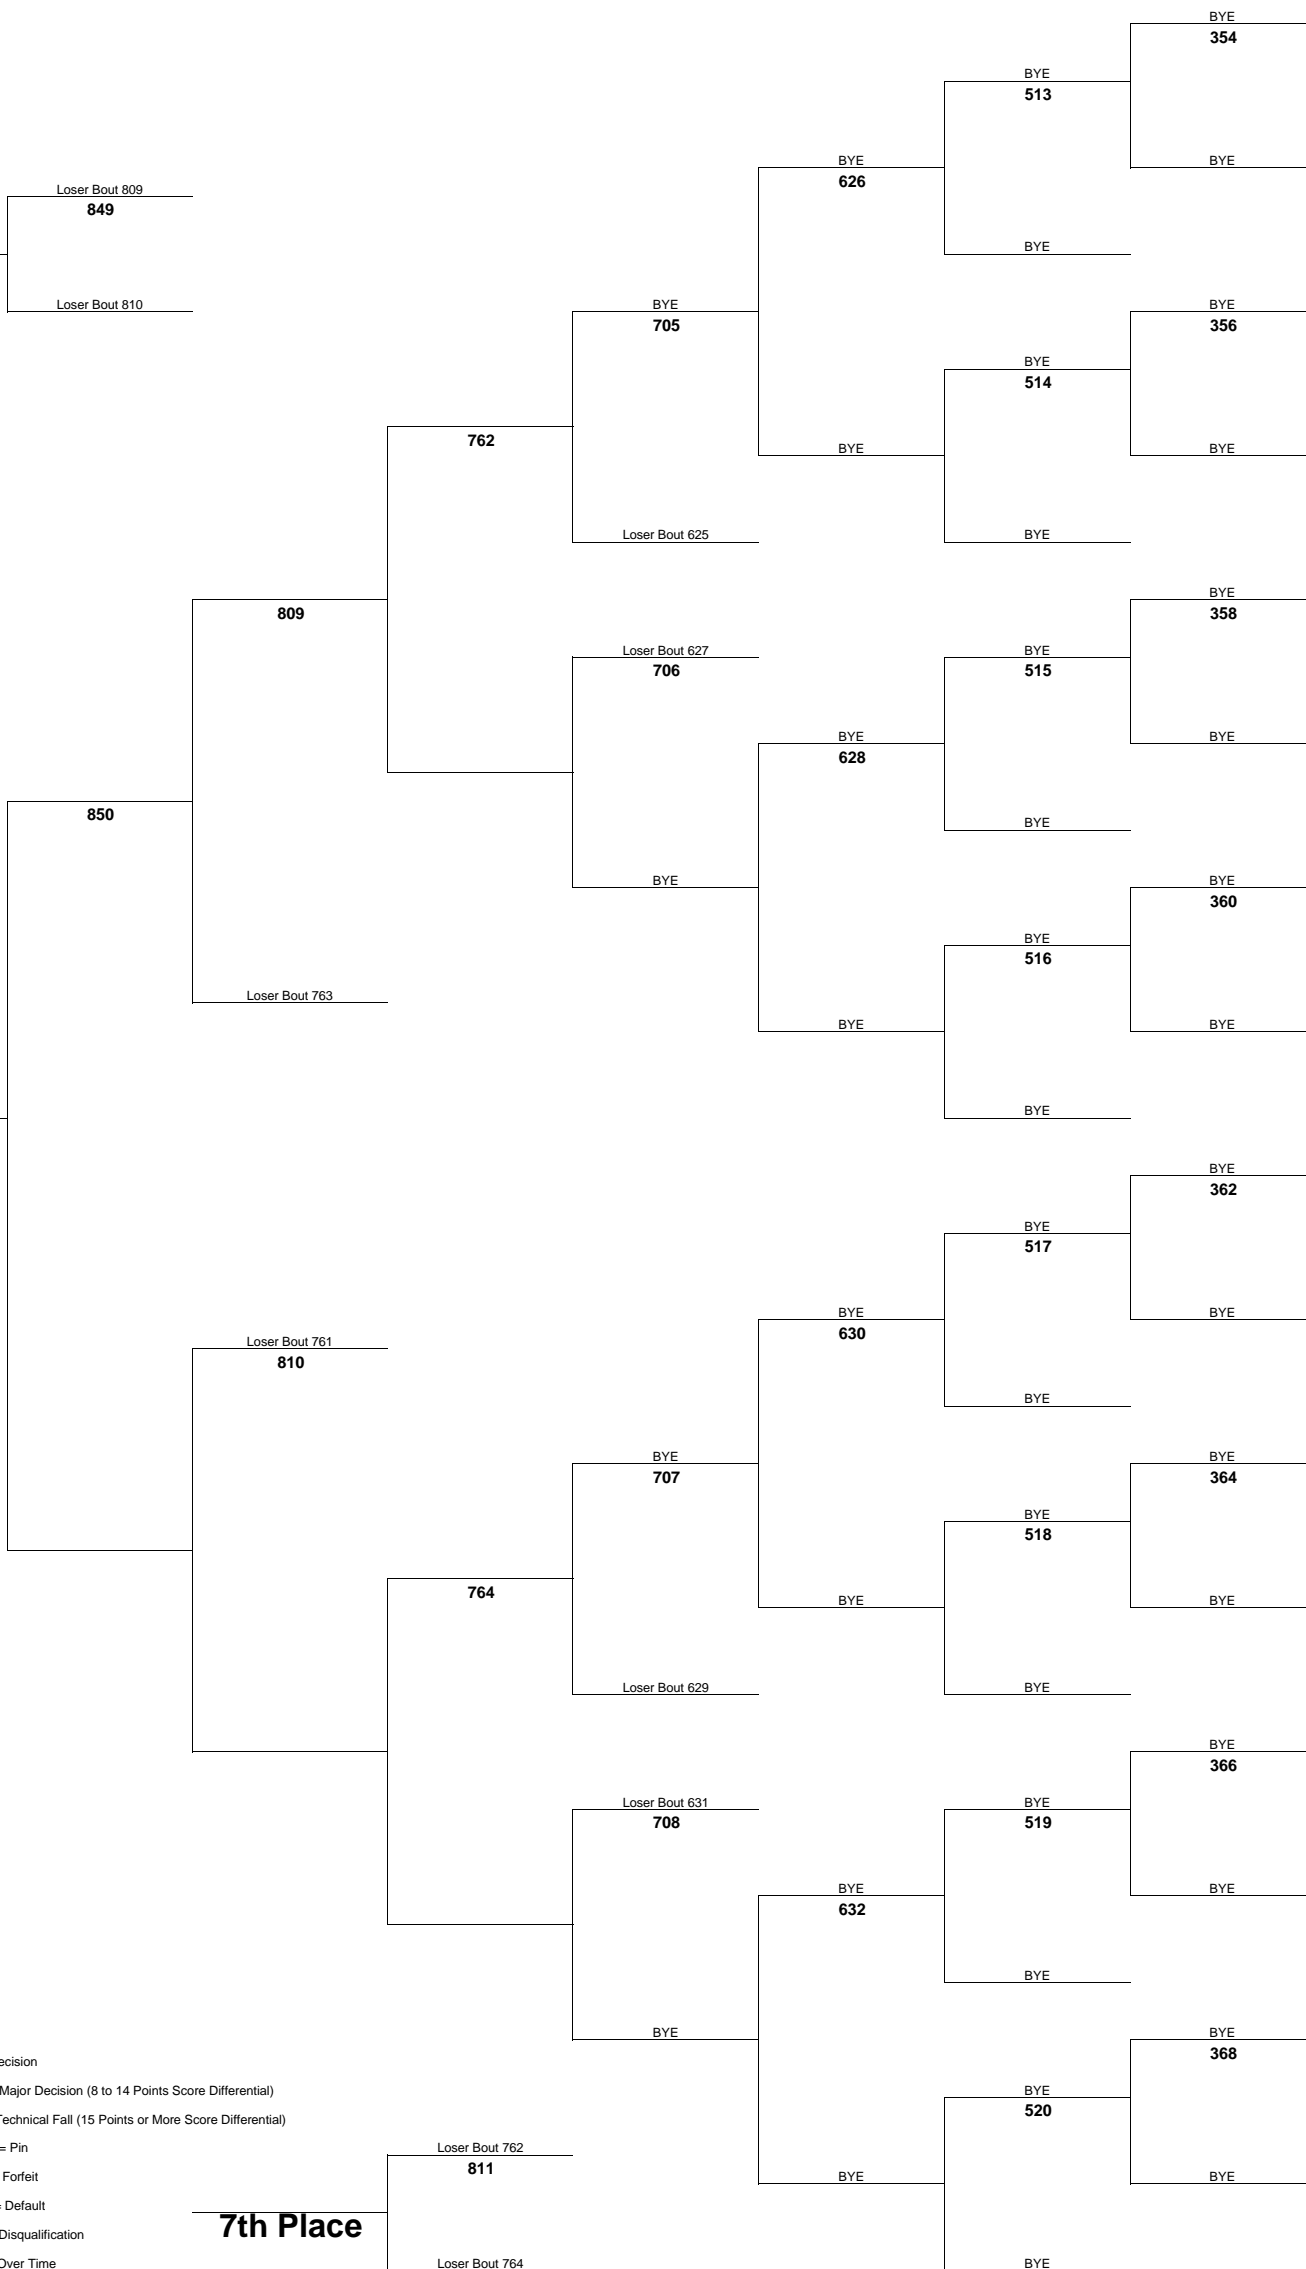 BYE
354
BYE
513
BYE
BYE
626
Loser Bout 809
849
BYE
Loser Bout 810
BYE
705
BYE
356
BYE
514
762
BYE
BYE
Loser Bout 625
BYE
BYE
358
809
Loser Bout 627
706
BYE
515
BYE
628
BYE
850
BYE
BYE
BYE
360
BYE
516
Loser Bout 763
BYE
BYE
BYE
BYE
362
BYE
517
BYE
630
BYE
Loser Bout 761
810
BYE
BYE
707
BYE
364
BYE
518
764
BYE
BYE
Loser Bout 629
BYE
BYE
366
Loser Bout 631
708
BYE
519
BYE
632
BYE
BYE
BYE
BYE
368
ecision
Major Decision (8 to 14 Points Score Differential)
BYE
520
Technical Fall (15 Points or More Score Differential)
= Pin
Loser Bout 762
811
Forfeit
BYE
BYE
= Default
7th Place
Disqualification
Over Time
Loser Bout 764
BYE